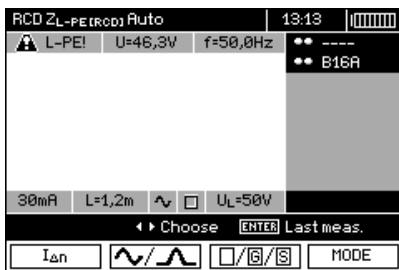 RCD ZL-PE[RCD] Auto 13:13
L-PE! U=46,3V f=50,0Hz
----
B16A
30mA L=1,2m UL=50V
Choose ENTER Last meas.
I∆n / □/G/S MODE